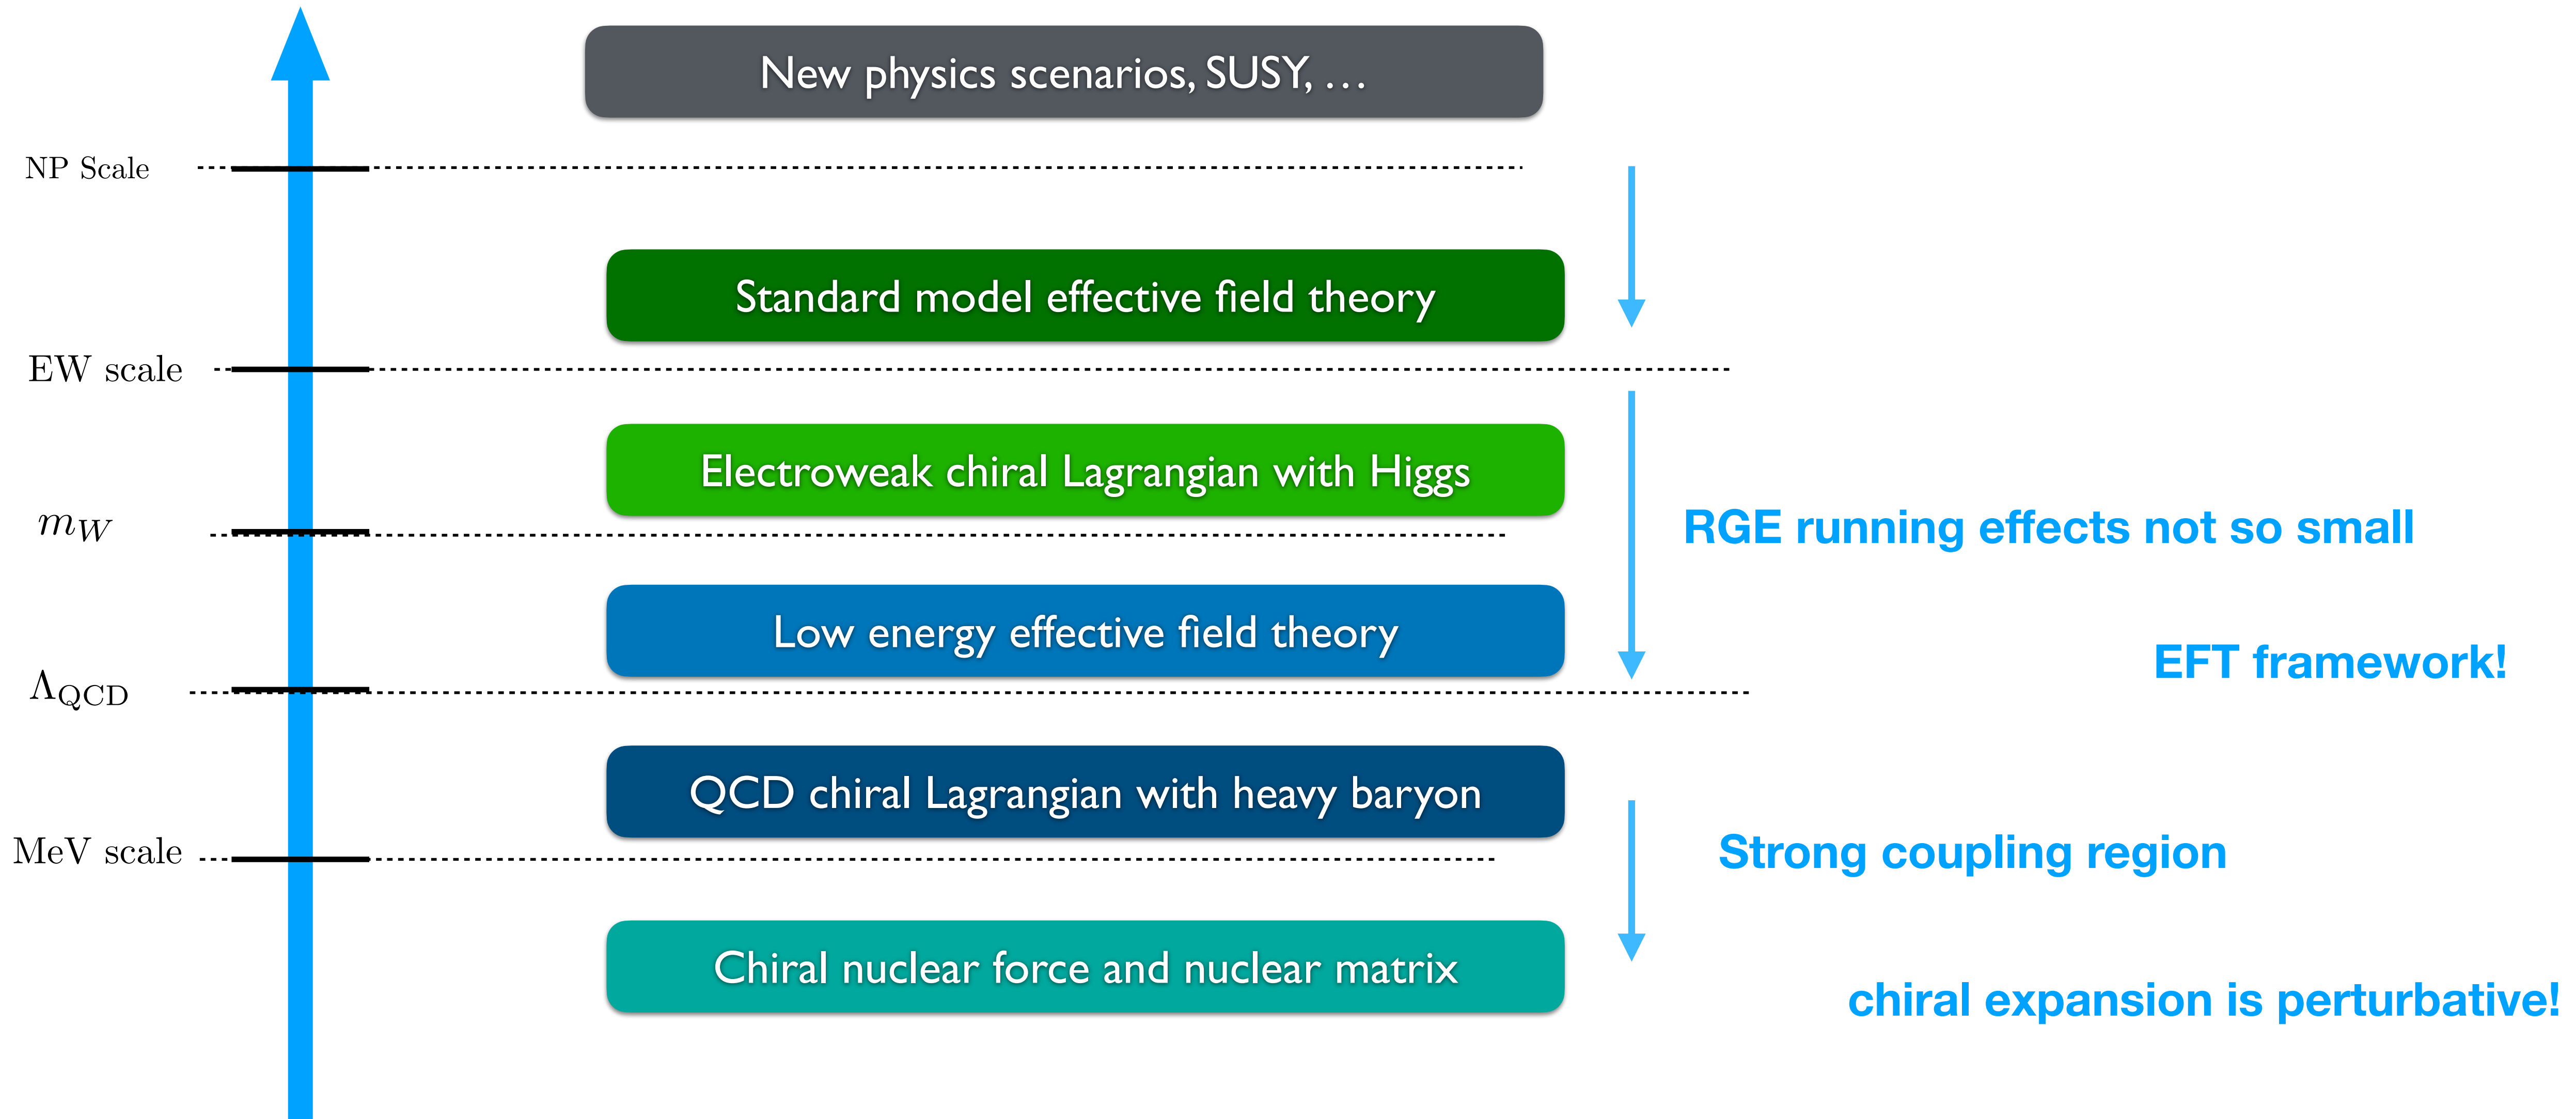 New physics scenarios, SUSY, …
NP Scale
Standard model effective field theory
EW scale
Electroweak chiral Lagrangian with Higgs
m_W
RGE running effects not so small
Low energy effective field theory
EFT framework!
Λ_QCD
QCD chiral Lagrangian with heavy baryon
MeV scale
Strong coupling region
Chiral nuclear force and nuclear matrix
chiral expansion is perturbative!